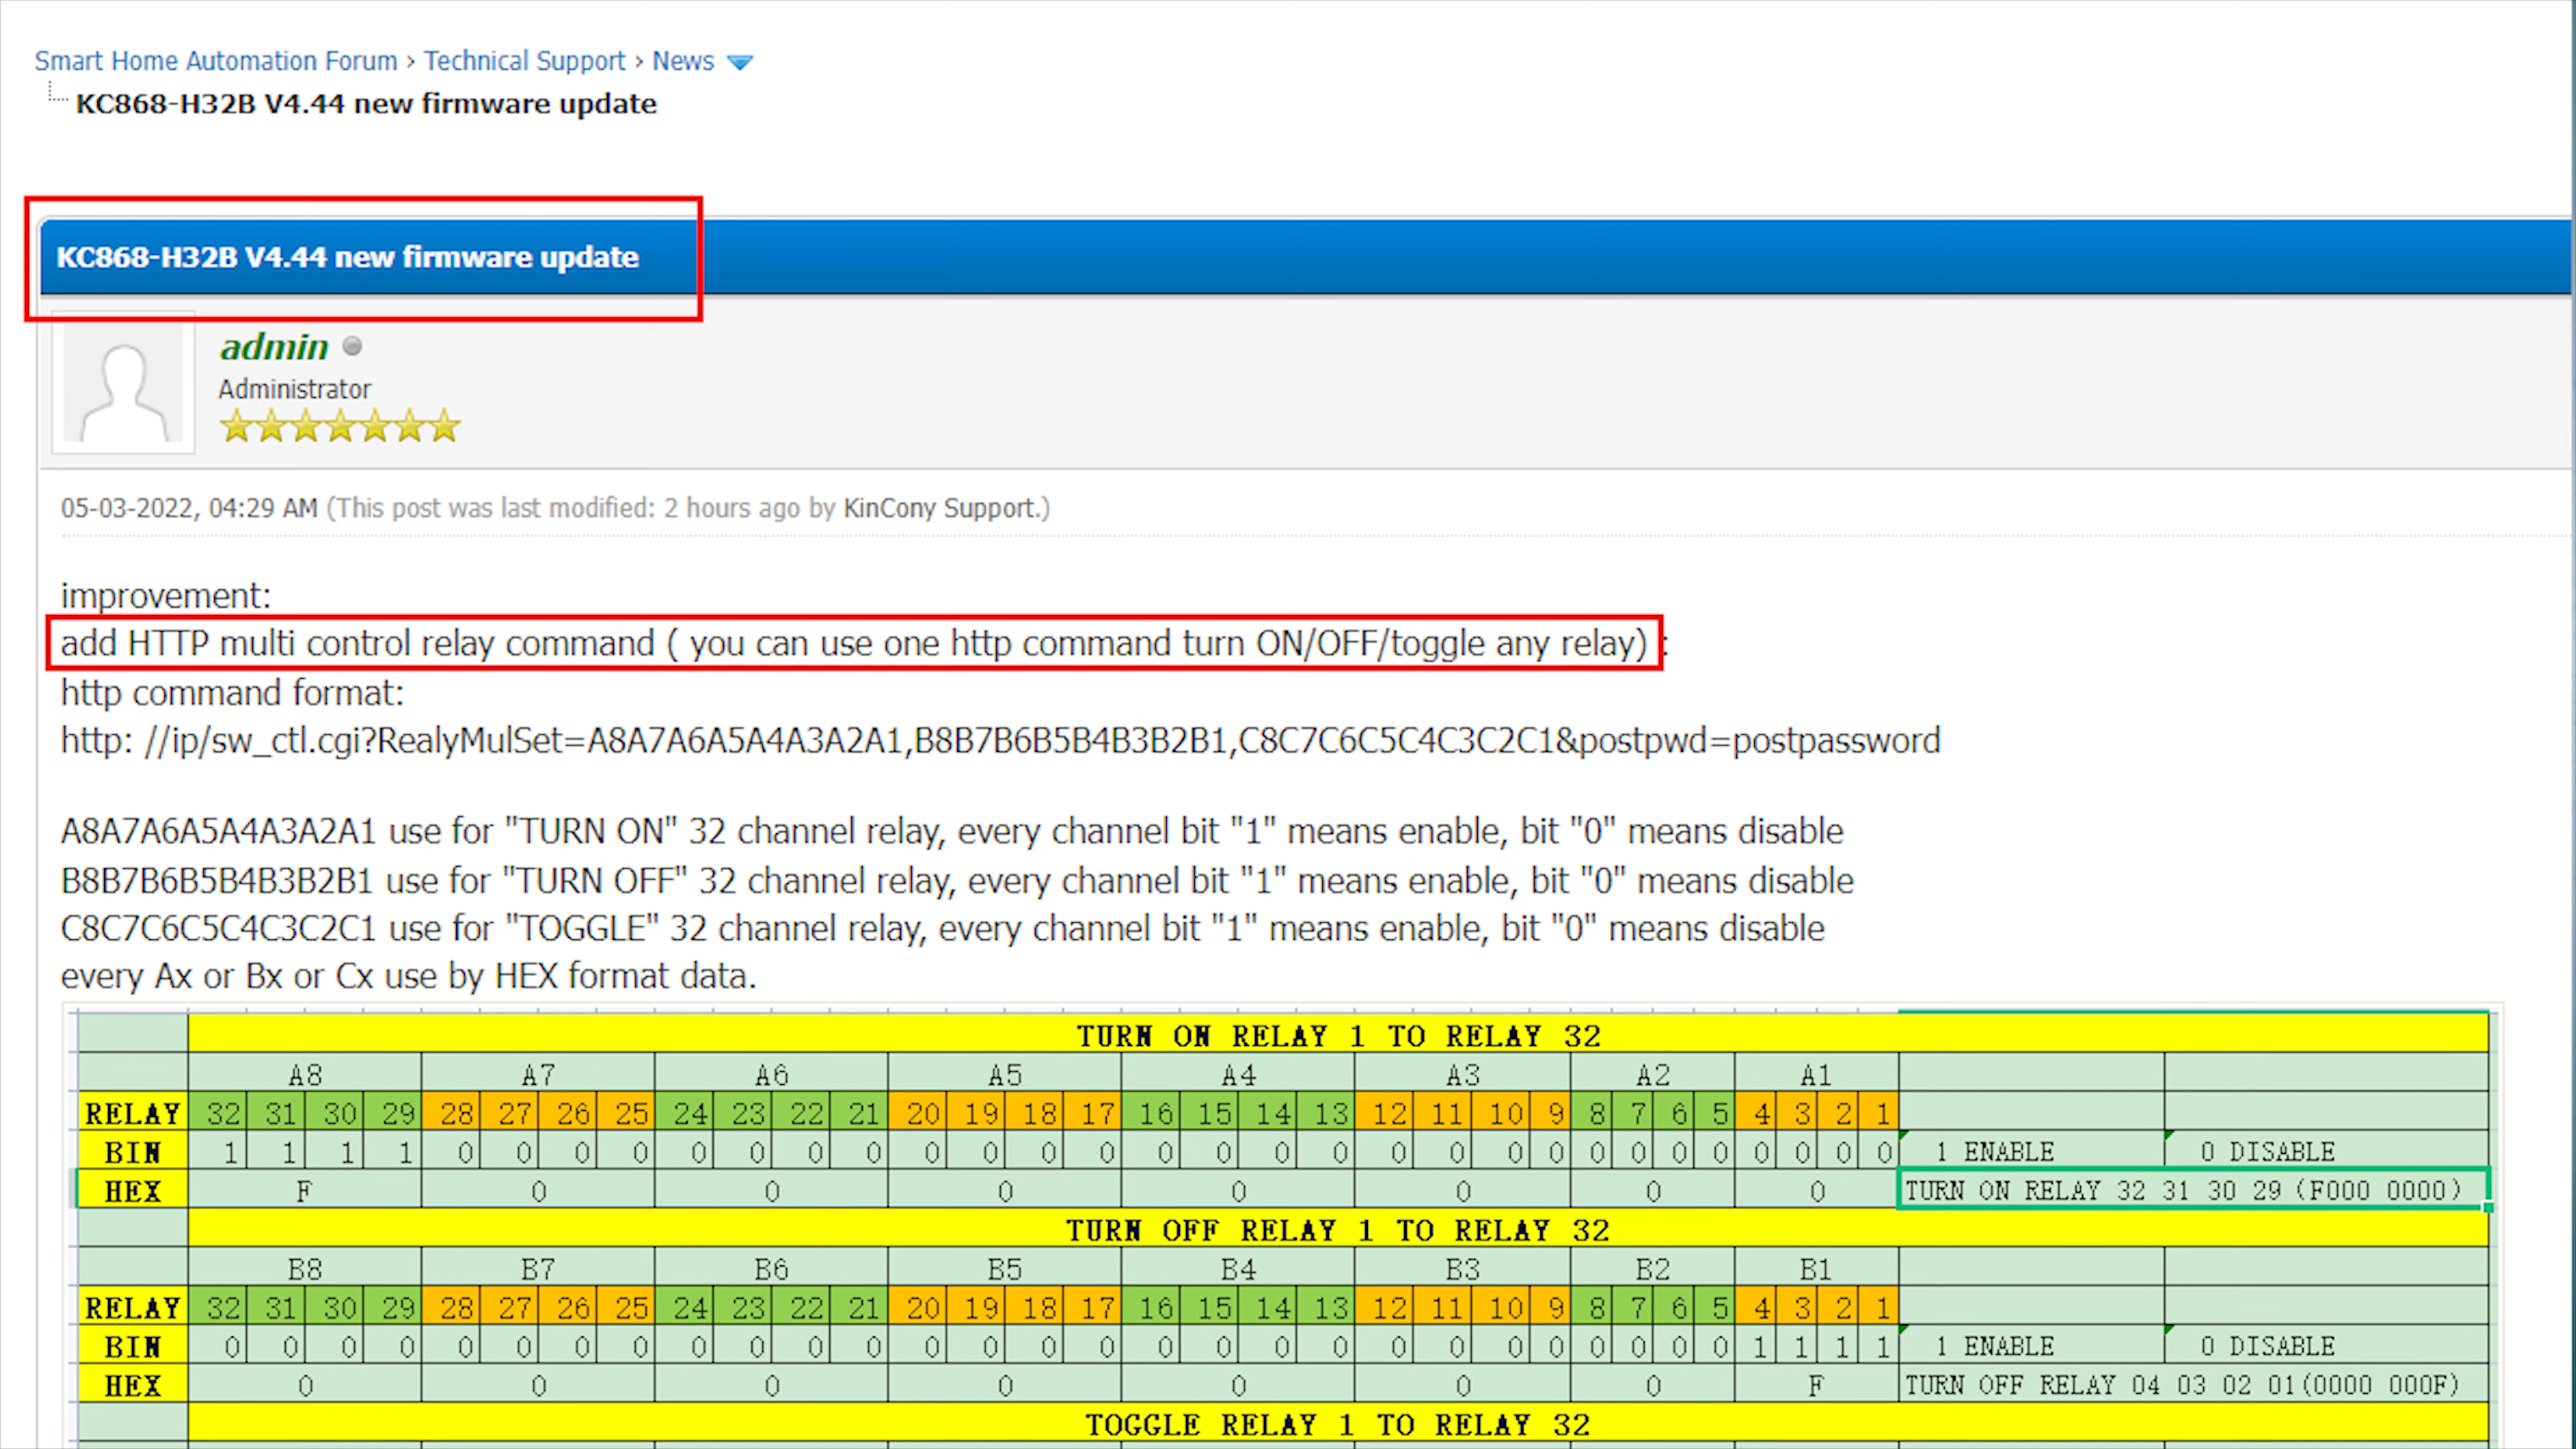 Smart Home Automation Forum › Technical Support › News
KC868-H32B V4.44 new firmware update
KC868-H32B V4.44 new firmware update
admin
Administrator
05-03-2022, 04:29 AM (This post was last modified: 2 hours ago by KinCony Support.)
improvement:
add HTTP multi control relay command ( you can use one http command turn ON/OFF/toggle any relay) :
http command format:
http: //ip/sw_ctl.cgi?RealyMulSet=A8A7A6A5A4A3A2A1,B8B7B6B5B4B3B2B1,C8C7C6C5C4C3C2C1&postpwd=postpassword
A8A7A6A5A4A3A2A1 use for "TURN ON" 32 channel relay, every channel bit "1" means enable, bit "0" means disable
B8B7B6B5B4B3B2B1 use for "TURN OFF" 32 channel relay, every channel bit "1" means enable, bit "0" means disable
C8C7C6C5C4C3C2C1 use for "TOGGLE" 32 channel relay, every channel bit "1" means enable, bit "0" means disable
every Ax or Bx or Cx use by HEX format data.
TURN ON RELAY 1 TO RELAY 32
A8 A7 A6 A5 A4 A3 A2 A1
RELAY 32 31 30 29 28 27 26 25 24 23 22 21 20 19 18 17 16 15 14 13 12 11 10 9 8 7 6 5 4 3 2 1
BIN 1 1 1 1 0 0 0 0 0 0 0 0 0 0 0 0 0 0 0 0 0 0 0 0 0 0 0 0 0 0 0 0 1 ENABLE 0 DISABLE
HEX F 0 0 0 0 0 0 0 TURN ON RELAY 32 31 30 29 (F000 0000)
TURN OFF RELAY 1 TO RELAY 32
B8 B7 B6 B5 B4 B3 B2 B1
RELAY 32 31 30 29 28 27 26 25 24 23 22 21 20 19 18 17 16 15 14 13 12 11 10 9 8 7 6 5 4 3 2 1
BIN 0 0 0 0 0 0 0 0 0 0 0 0 0 0 0 0 0 0 0 0 0 0 0 0 0 0 0 0 1 1 1 1 1 ENABLE 0 DISABLE
HEX 0 0 0 0 0 0 0 F TURN OFF RELAY 04 03 02 01(0000 000F)
TOGGLE RELAY 1 TO RELAY 32